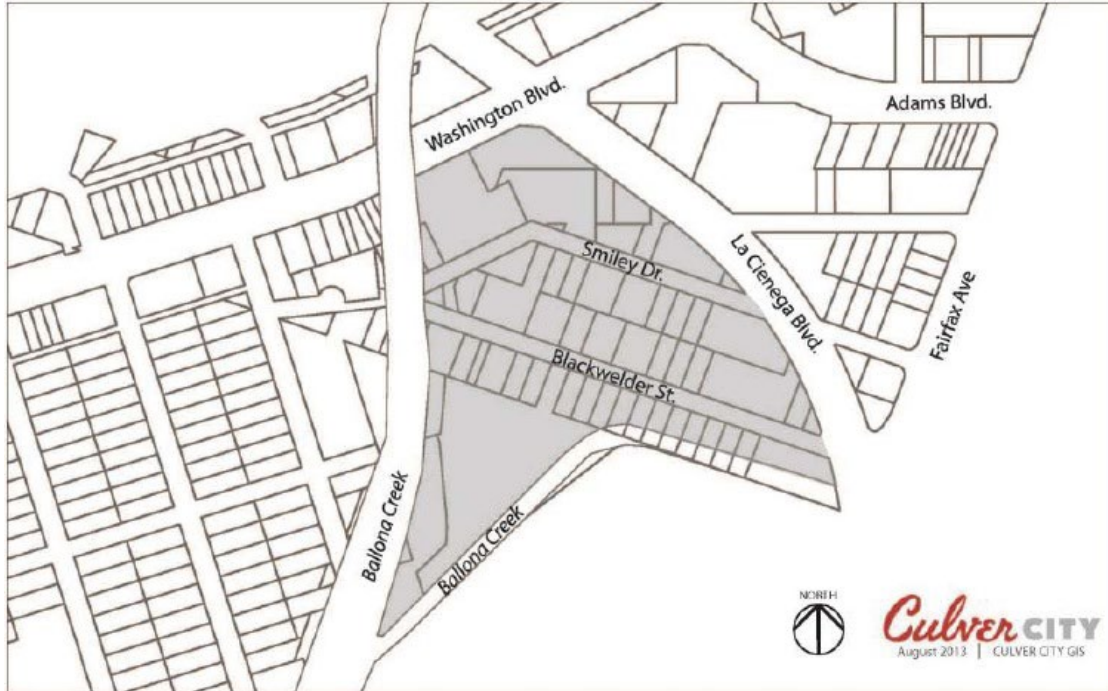 Adams Blvd.
Washington Blvd.
Smiley Dr.
La Cienega Blvd.
Fairfax Ave
Blackwelder St.
Ballona Creek
Ballona Creek
NORTH
Culver CITY
August 2013 | CULVER CITY GIS